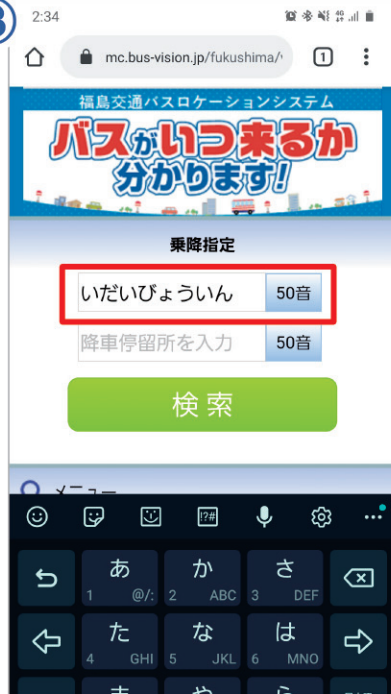 2:34
mc.bus-vision.jp/fukushima/
1
福島交通バスロケーションシステム
バスがいつ来るか
分かります!
乗降指定
いだいびょういん 50音
降車停留所を入力 50音
検索
メニュー
!?#
あ か さ
1 @/: 2 ABC 3 DEF
た な は
4 GHI 5 JKL 6 MNO